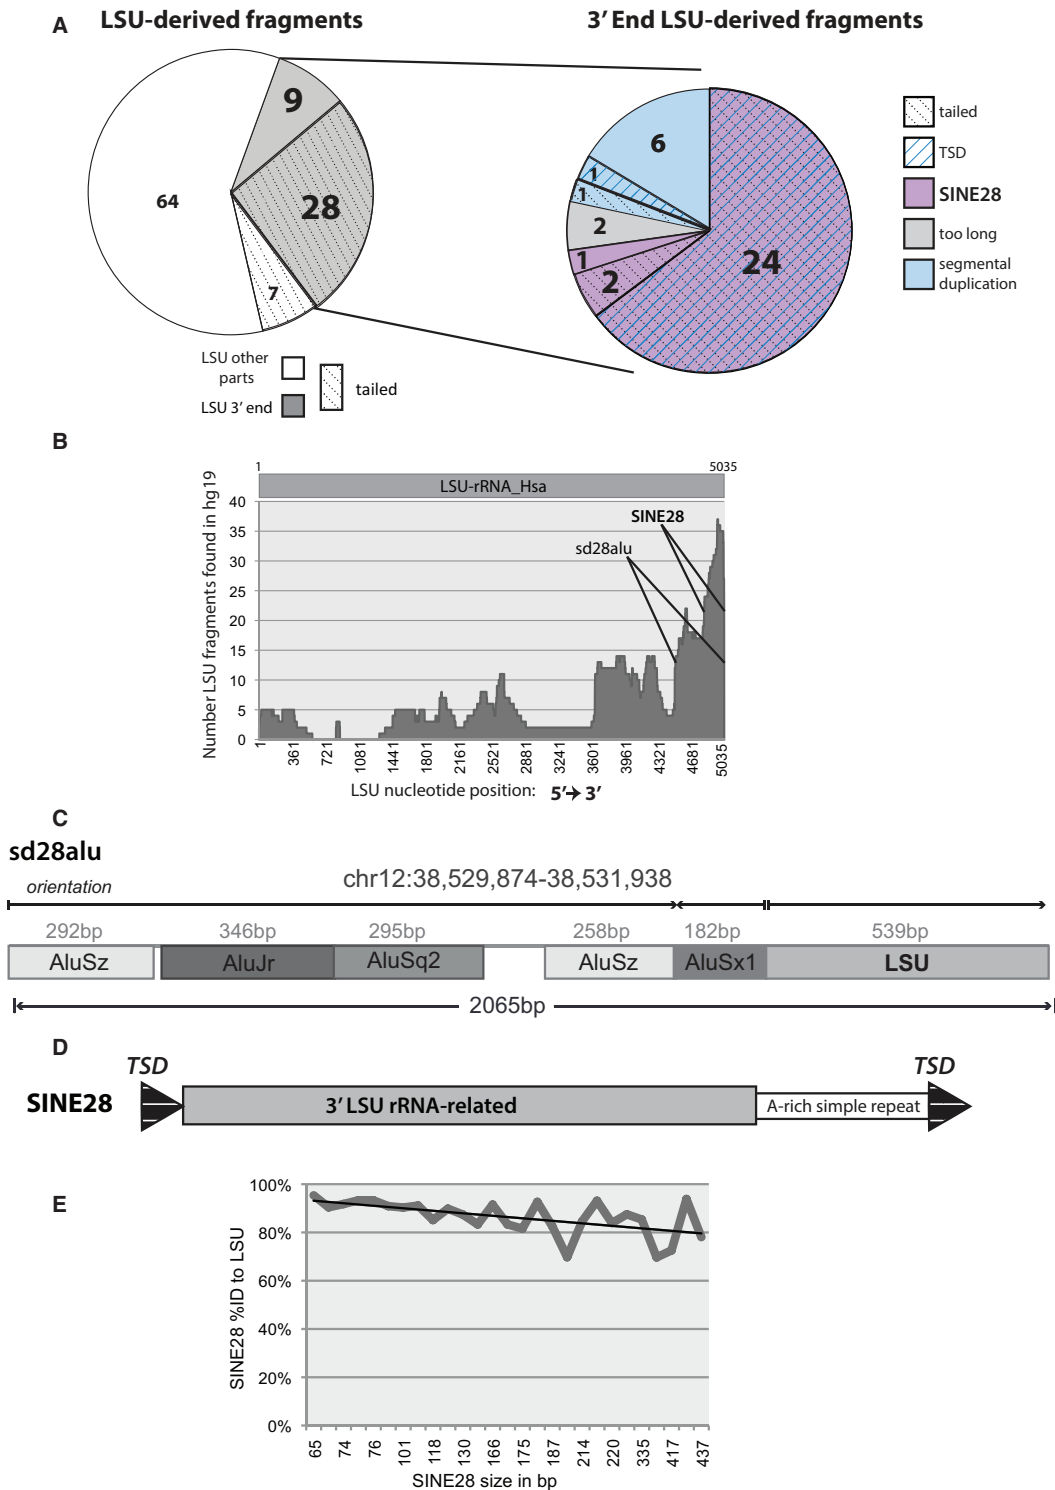 A
LSU-derived fragments
3' End LSU-derived fragments
9
64
28
7
6
1
1
2
1
2
24
tailed
TSD
SINE28
too long
segmental
duplication
LSU other
parts
LSU 3' end
tailed
B
1
5035
LSU-rRNA_Hsa
Number LSU fragments found in hg19
40
35
30
25
20
15
10
5
0
SINE28
sd28alu
1
361
721
1081
1441
1801
2161
2521
2881
3241
3601
3961
4321
4681
5035
LSU nucleotide position: 5'→ 3'
C
sd28alu
orientation
chr12:38,529,874-38,531,938
292bp
346bp
295bp
258bp
182bp
539bp
AluSz
AluJr
AluSq2
AluSz
AluSx1
LSU
2065bp
D
TSD
TSD
SINE28
3' LSU rRNA-related
A-rich simple repeat
E
SINE28 %ID to LSU
100%
80%
60%
40%
20%
0%
65
74
76
101
118
130
166
175
187
214
220
335
417
437
SINE28 size in bp